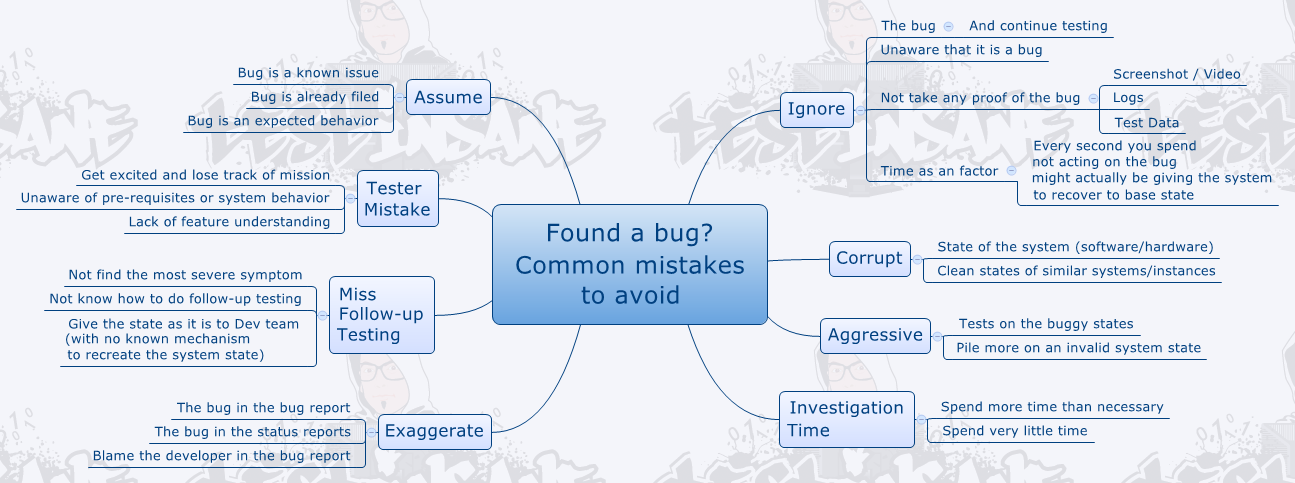 Found a bug?
Common mistakes
to avoid
Ignore
The bug
And continue testing
Unaware that it is a bug
Not take any proof of the bug
Screenshot / Video
Logs
Test Data
Time as an factor
Every second you spend
not acting on the bug
might actually be giving the system
to recover to base state
Corrupt
State of the system (software/hardware)
Clean states of similar systems/instances
Aggressive
Tests on the buggy states
Pile more on an invalid system state
Investigation
Time
Spend more time than necessary
Spend very little time
Assume
Bug is a known issue
Bug is already filed
Bug is an expected behavior
Tester
Mistake
Get excited and lose track of mission
Unaware of pre-requisites or system behavior
Lack of feature understanding
Miss
Follow-up
Testing
Not find the most severe symptom
Not know how to do follow-up testing
Give the state as it is to Dev team
(with no known mechanism
to recreate the system state)
Exaggerate
The bug in the bug report
The bug in the status reports
Blame the developer in the bug report
TEST INSANE